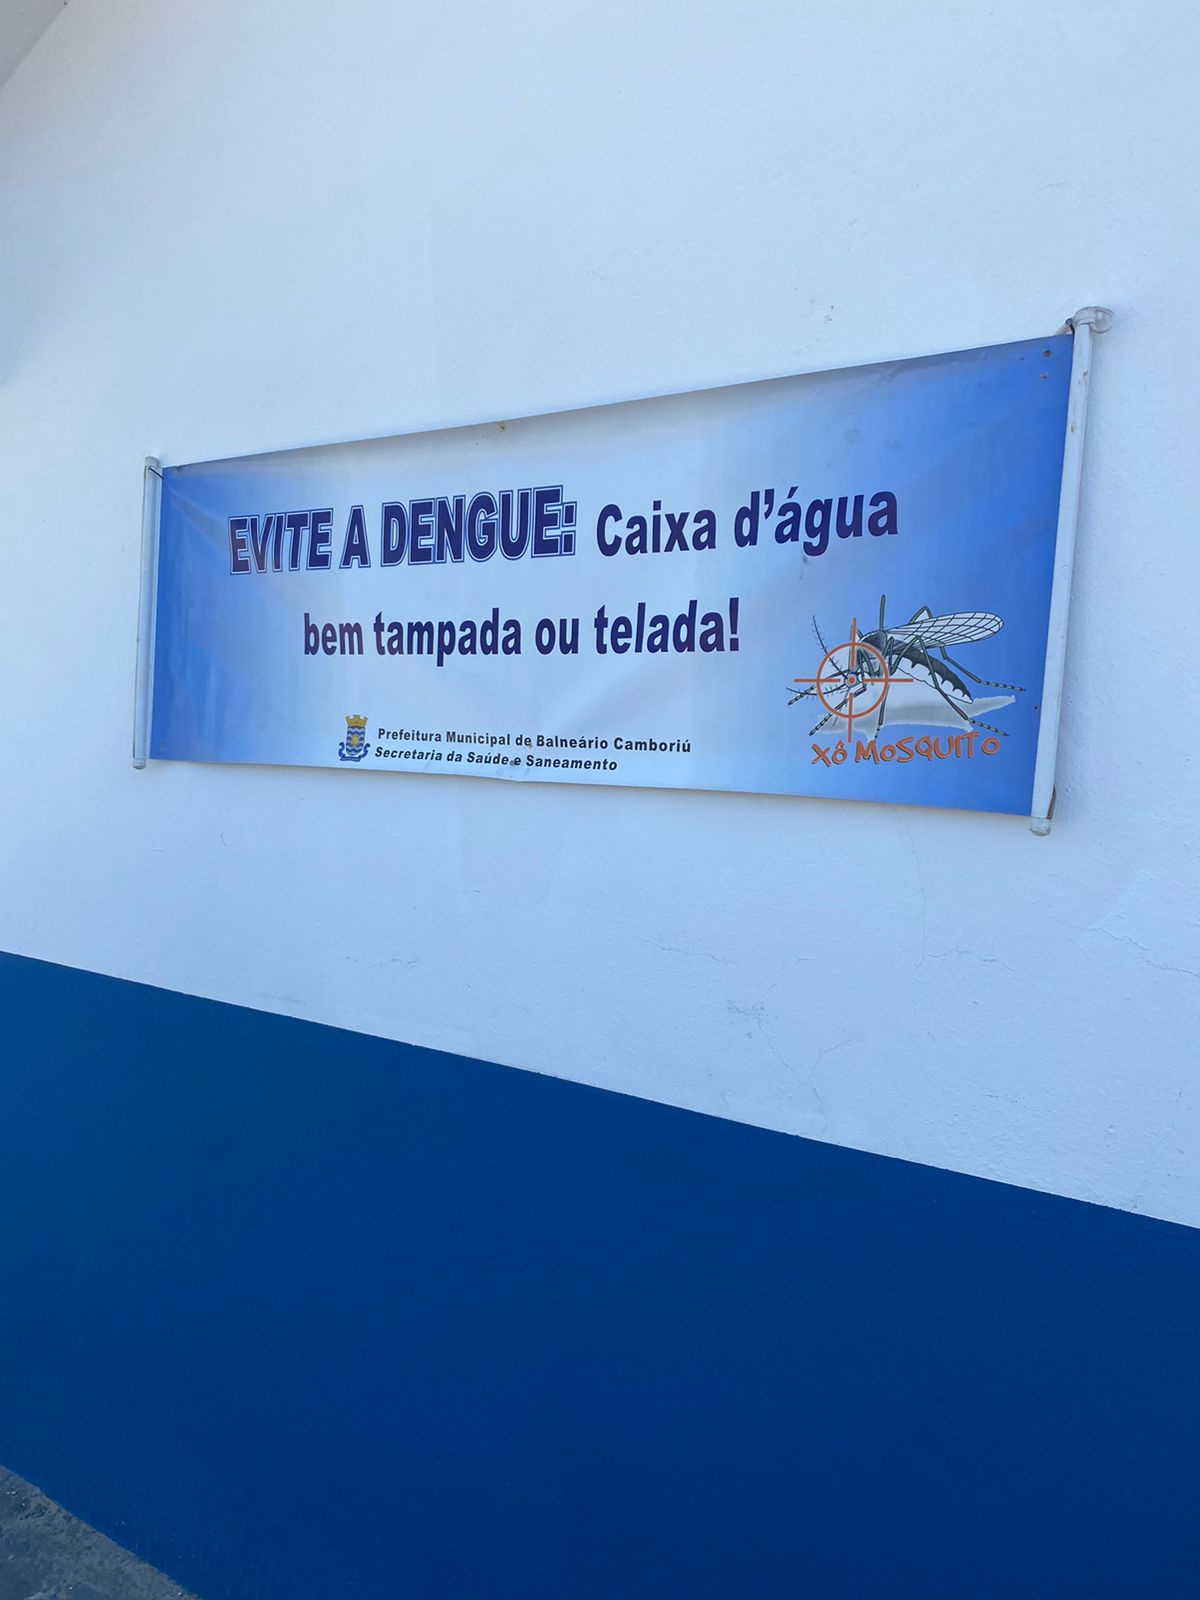 EVITE A DENGUE: Caixa d'água
bem tampada ou telada!
Prefeitura Municipal de Balneário Camboriú
Secretaria da Saúde e Saneamento
XÔ MOSQUITO